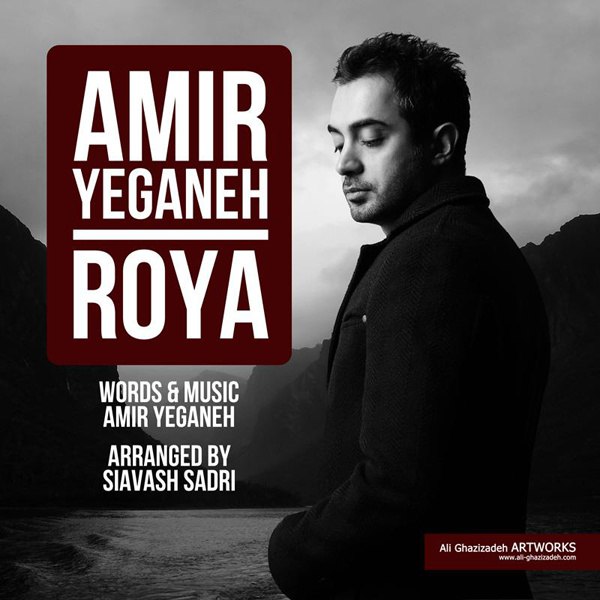 AMIR
YEGANEH
ROYA
WORDS & MUSIC
AMIR YEGANEH
ARRANGED BY
SIAVASH SADRI
Ali Ghazizadeh ARTWORKS
www.ali-ghazizadeh.com